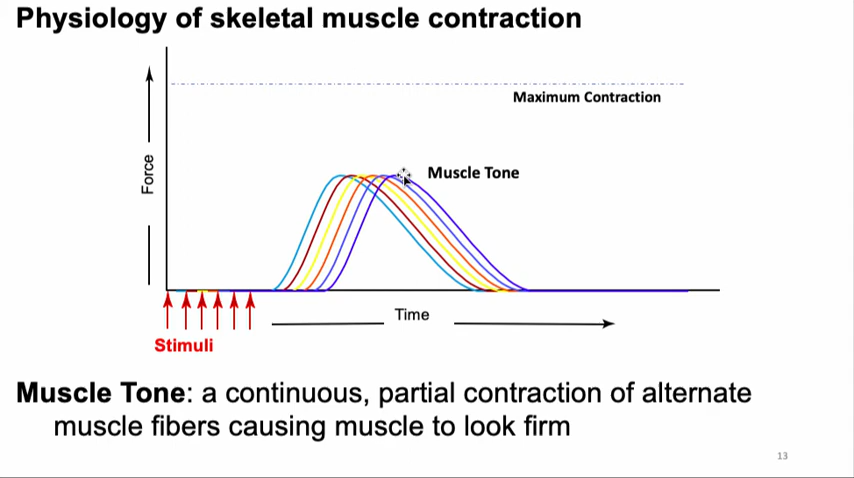 Physiology of skeletal muscle contraction
Maximum Contraction
Force
Muscle Tone
Time
Stimuli
Muscle Tone: a continuous, partial contraction of alternate
muscle fibers causing muscle to look firm
13